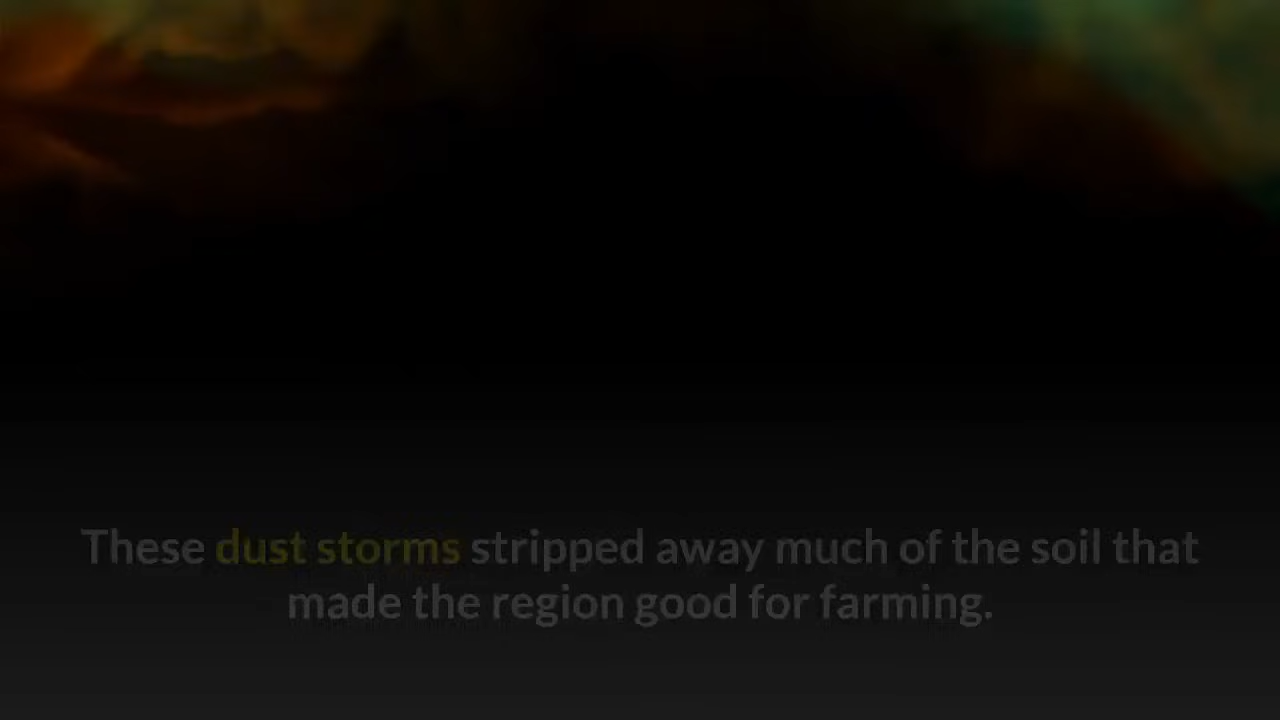 These dust storms stripped away much of the soil that
made the region good for farming.